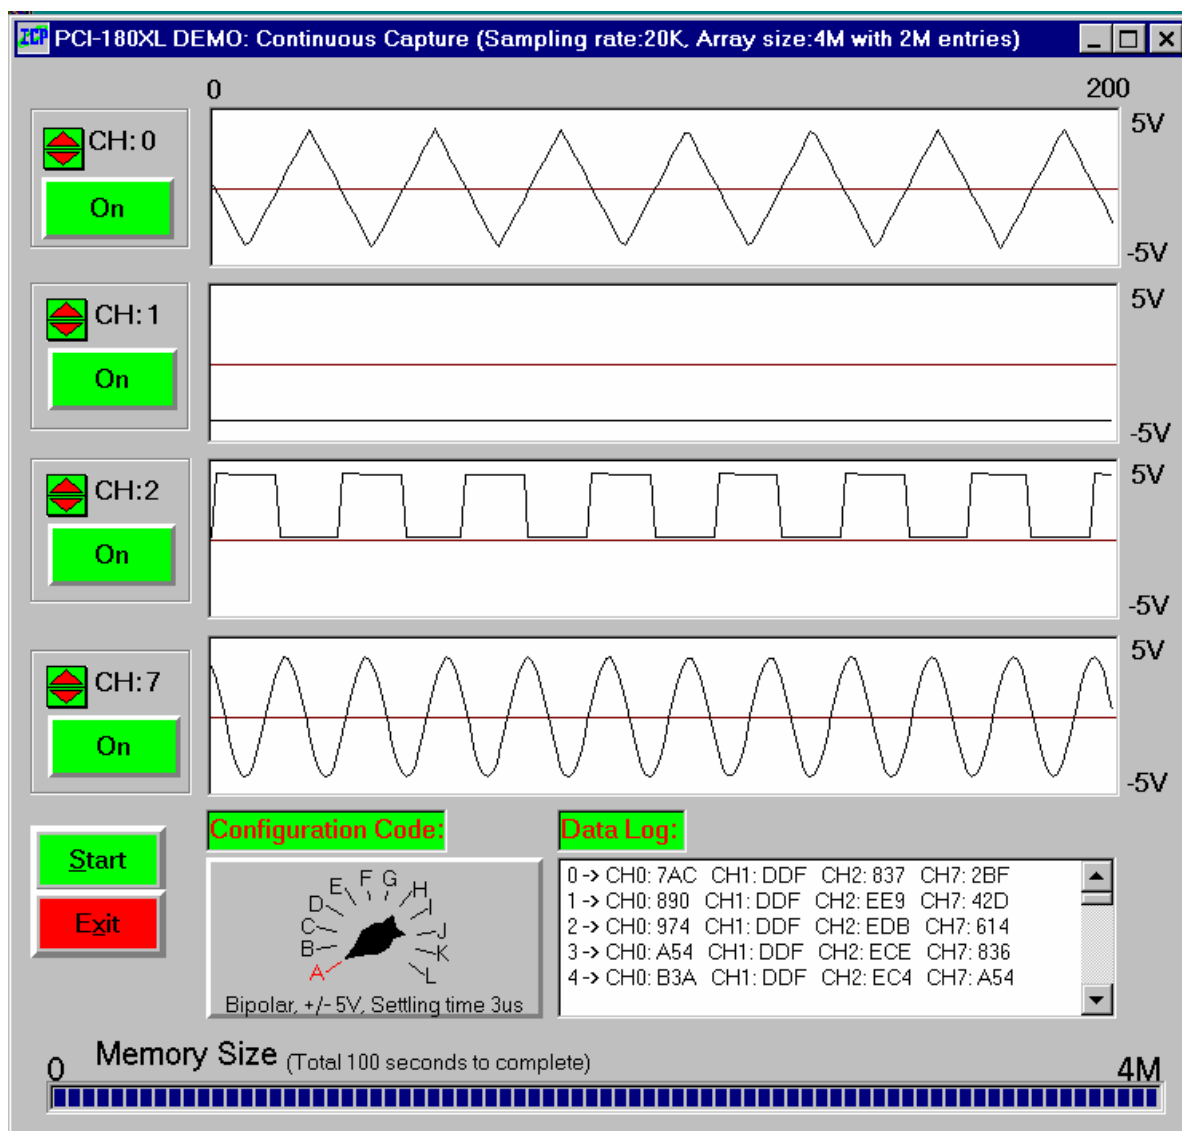 ICP PCI-180XL DEMO: Continuous Capture (Sampling rate:20K, Array size:4M with 2M entries)
0 200
CH:0
On
5V
-5V
CH:1
On
5V
-5V
CH:2
On
5V
-5V
CH:7
On
5V
-5V
Start
Exit
Configuration Code:
A B C D E F G H I J K L
Bipolar, +/- 5V, Settling time 3us
Data Log:
0 -> CH0: 7AC CH1: DDF CH2: 837 CH7: 2BF
1 -> CH0: 890 CH1: DDF CH2: EE9 CH7: 42D
2 -> CH0: 974 CH1: DDF CH2: EDB CH7: 614
3 -> CH0: A54 CH1: DDF CH2: ECE CH7: 836
4 -> CH0: B3A CH1: DDF CH2: EC4 CH7: A54
Memory Size (Total 100 seconds to complete)
0 4M